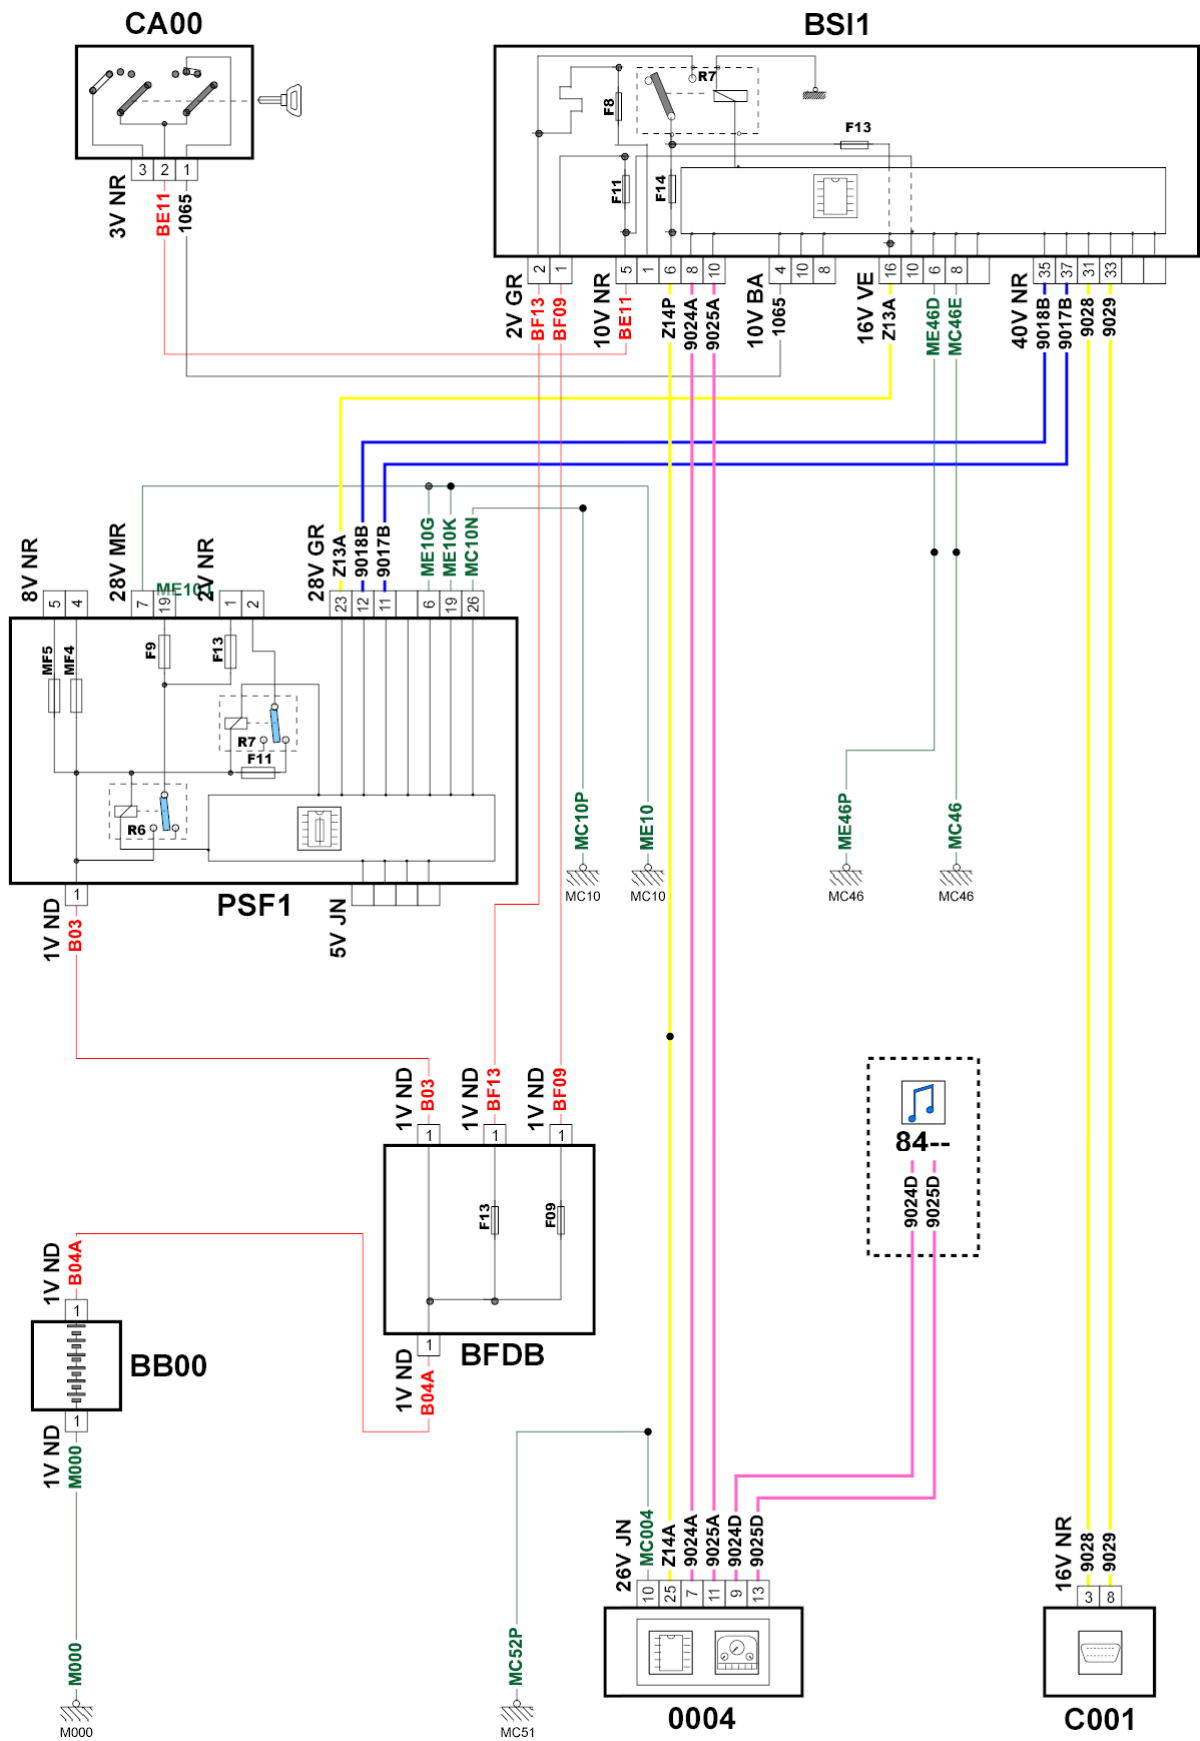 CA00
BSI1
R7
F8
F13
F11
F14
3 2 1
3V NR
BE11
1065
2 1 5 1 6 8 10 4 10 8 16 10 6 8 35 37 31 33
2V GR
BF13
BF09
10V NR
BE11
Z14P
9024A
9025A
10V BA
1065
16V VE
Z13A
ME46D
MC46E
40V NR
9018B
9017B
9028
9029
8V NR
28V MR
2V NR
28V GR
Z13A
9018B
9017B
ME10G
ME10K
MC10N
5 4 7 19 1 2 23 12 11 6 19 26
MF5
MF4
F9
F13
R7
F11
R6
PSF1
1
1V ND
B03
5V JN
MC10P
ME10
ME46P
MC46
MC10
MC10
MC46
MC46
1V ND
B03
1V ND
BF13
1V ND
BF09
1 1 1
F13
F09
BFDB
1
1V ND
B04A
84--
9024D
9025D
1V ND
B04A
1
BB00
1
1V ND
M000
M000
M000
MC52P
MC51
26V JN
MC004
Z14A
9024A
9025A
9024D
9025D
10 25 7 11 9 13
0004
16V NR
9028
9029
3 8
C001